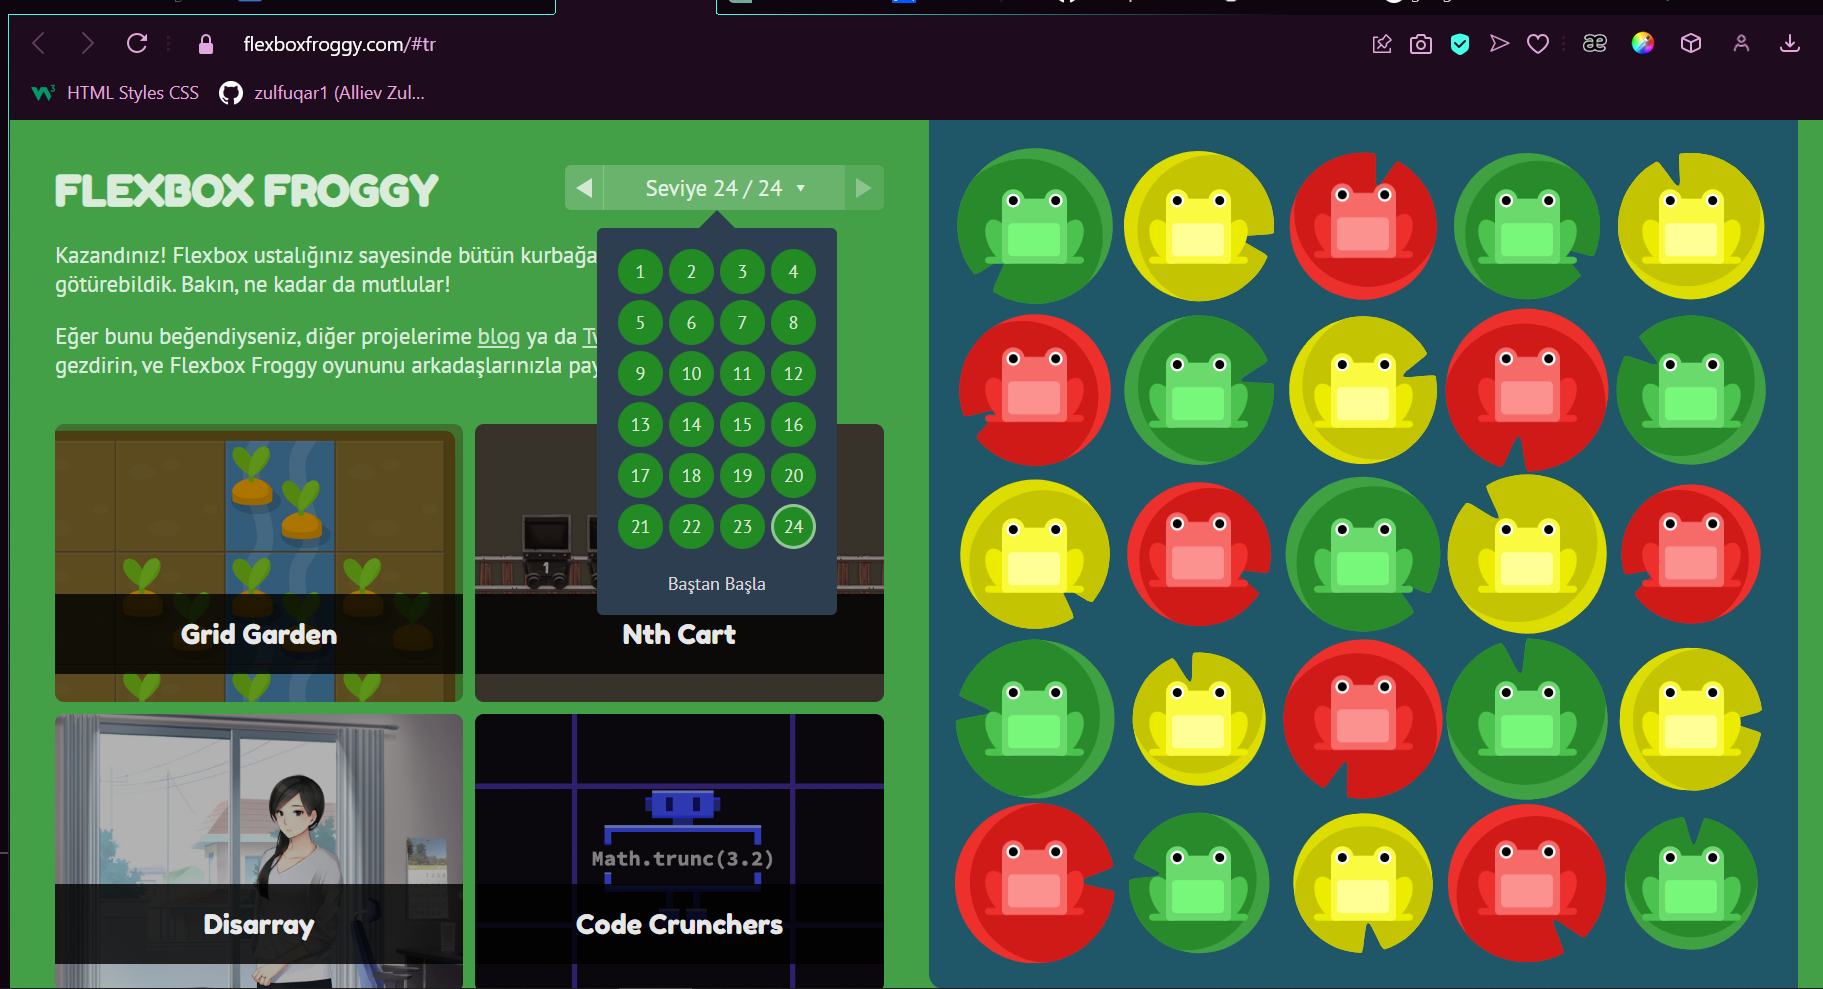 flexboxfroggy.com/#tr
HTML Styles CSS
zulfuqar1 (Alliev Zul...
FLEXBOX FROGGY
Seviye 24 / 24
Kazandınız! Flexbox ustalığınız sayesinde bütün kurbağa
götürebildik. Bakın, ne kadar da mutlular!
Eğer bunu beğendiyseniz, diğer projelerime blog ya da
gezdirin, ve Flexbox Froggy oyununu arkadaşlarınızla pay
1 2 3 4
5 6 7 8
9 10 11 12
13 14 15 16
17 18 19 20
21 22 23 24
Baştan Başla
1
Grid Garden
Nth Cart
Math.trunc(3.2)
Disarray
Code Crunchers